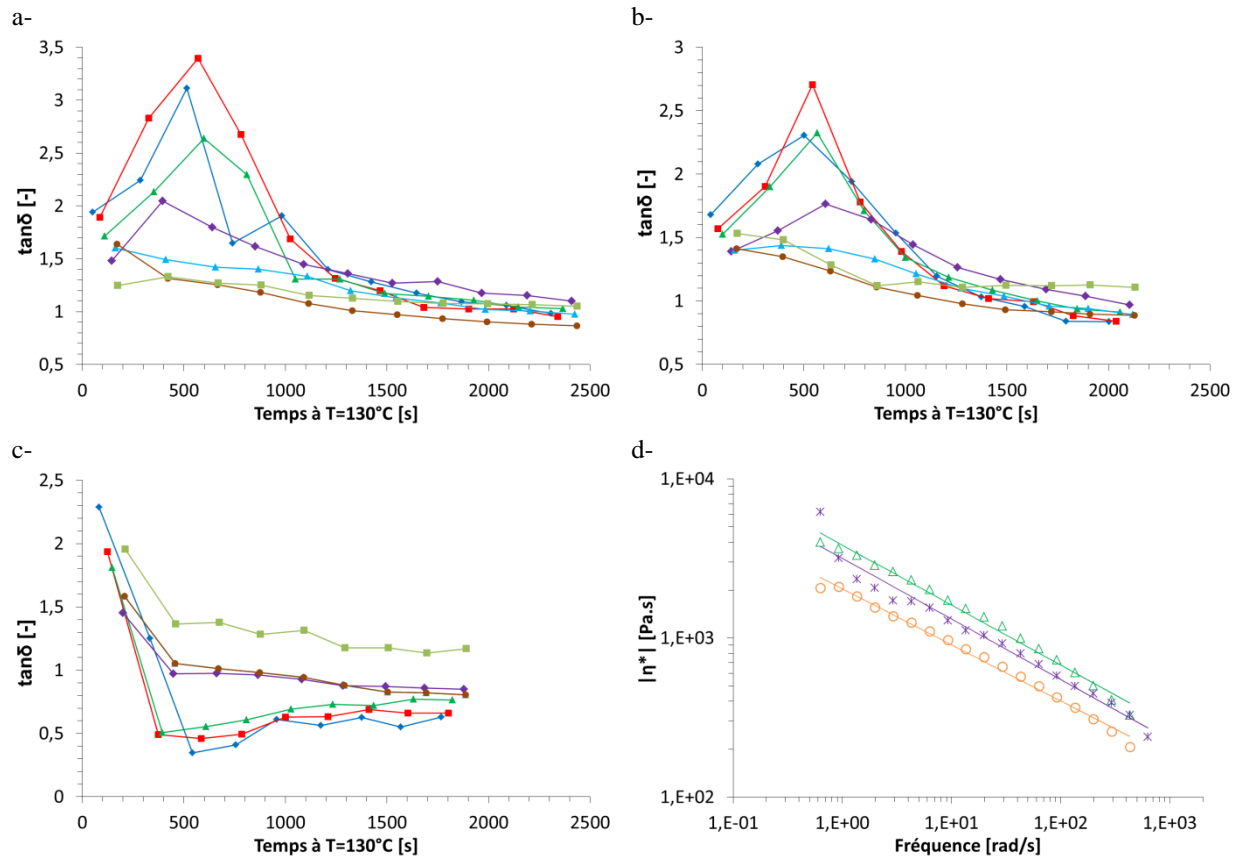 a-
3,5
3
2,5
2
1,5
1
0,5
tanδ [-]
0 500 1000 1500 2000 2500
Temps à T=130°C [s]
b-
3
2,5
2
1,5
1
0,5
tanδ [-]
0 500 1000 1500 2000 2500
Temps à T=130°C [s]
c-
2,5
2
1,5
1
0,5
0
tanδ [-]
0 500 1000 1500 2000 2500
Temps à T=130°C [s]
d-
1,E+04
1,E+03
1,E+02
|η*| [Pa.s]
1,E-01 1,E+00 1,E+01 1,E+02 1,E+03
Fréquence [rad/s]